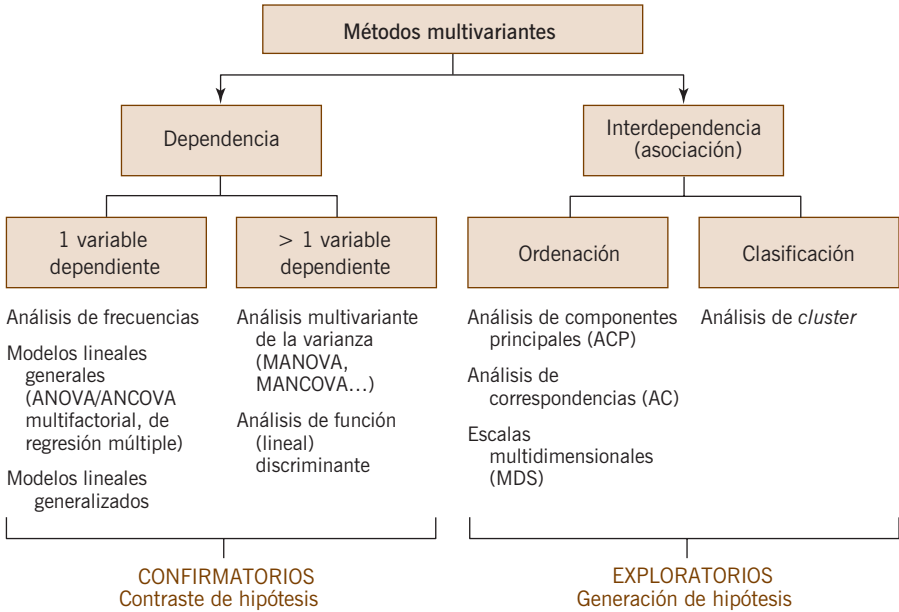 Métodos multivariantes
Dependencia
Interdependencia
(asociación)
1 variable
dependiente
> 1 variable
dependiente
Ordenación
Clasificación
Análisis de frecuencias
Modelos lineales
generales
(ANOVA/ANCOVA
multifactorial, de
regresión múltiple)
Modelos lineales
generalizados
Análisis multivariante
de la varianza
(MANOVA,
MANCOVA…)
Análisis de función
(lineal)
discriminante
Análisis de componentes
principales (ACP)
Análisis de
correspondencias (AC)
Escalas
multidimensionales
(MDS)
Análisis de cluster
CONFIRMATORIOS
Contraste de hipótesis
EXPLORATORIOS
Generación de hipótesis